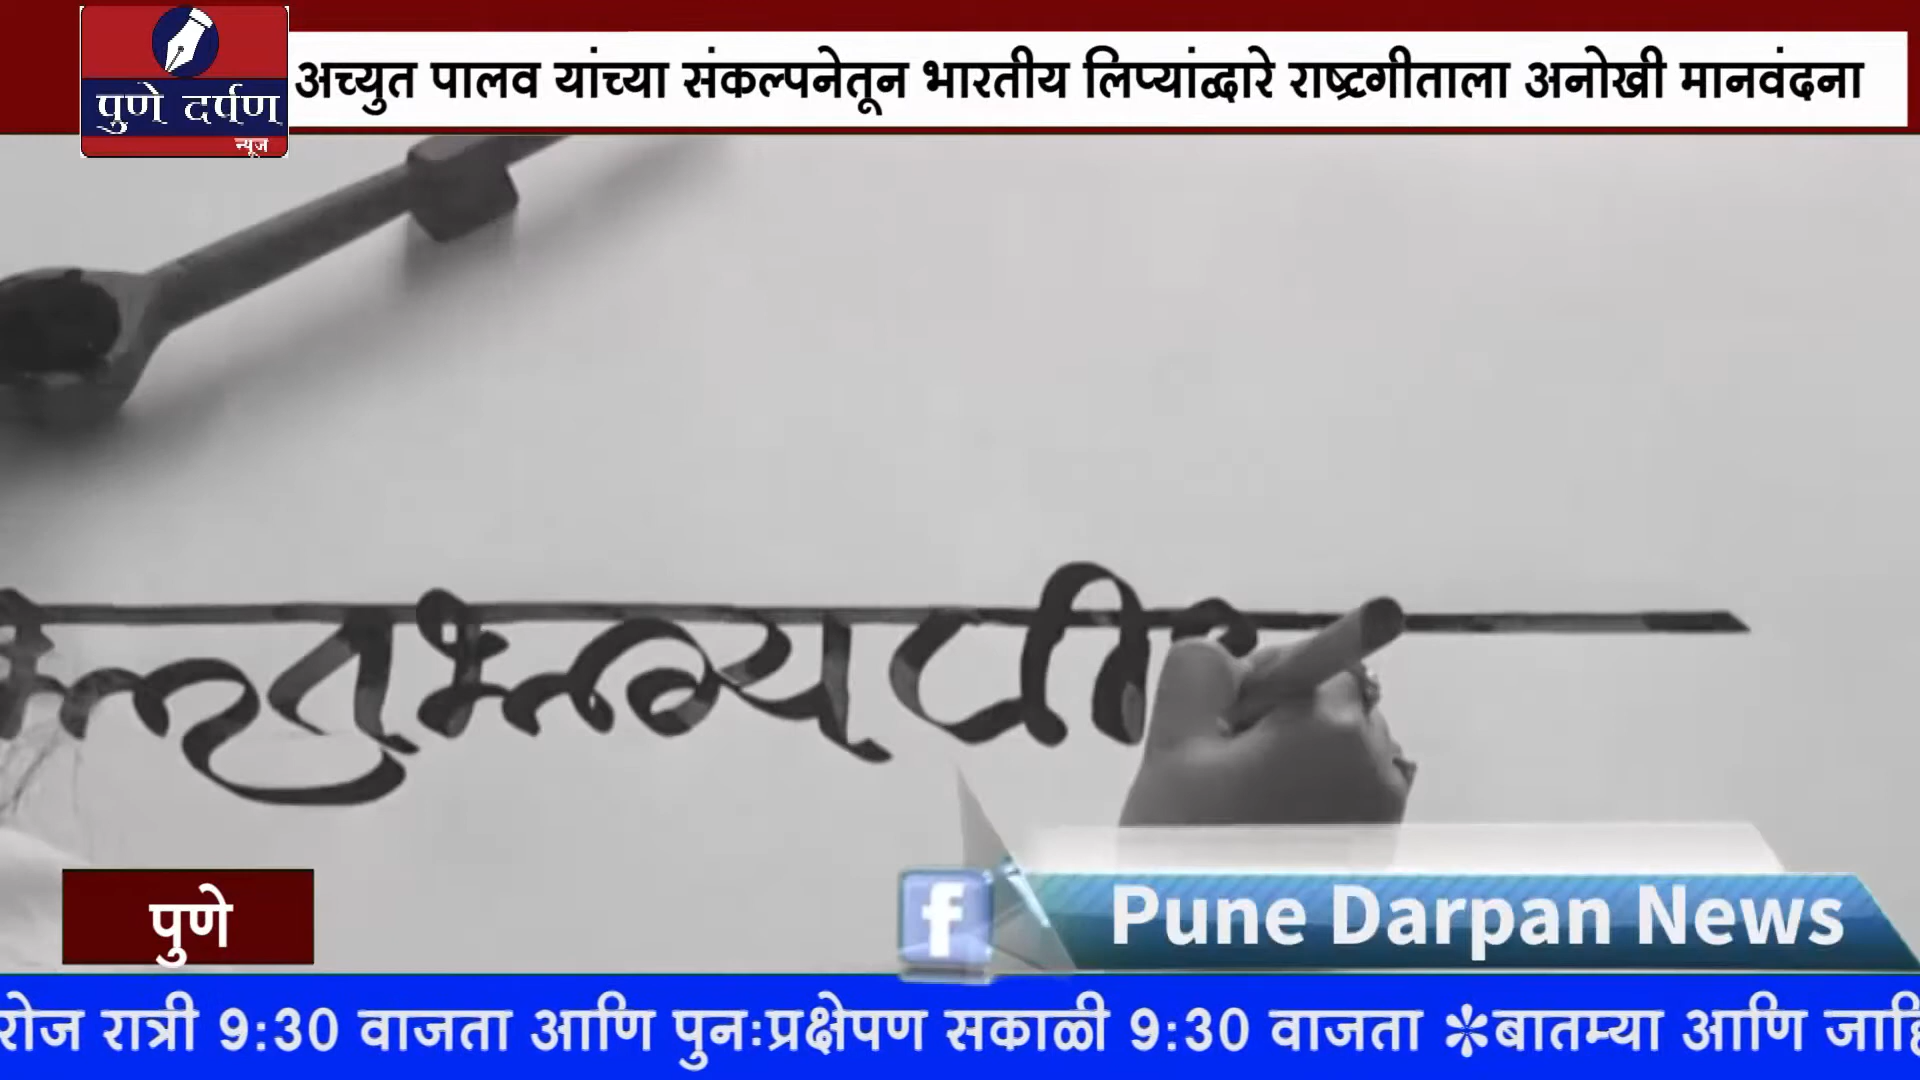 अच्युत पालव यांच्या संकल्पनेतून भारतीय लिप्यांद्वारे राष्ट्रगीताला अनोखी मानवंदना
पुणे दर्पण
न्यूज
पुणे
f Pune Darpan News
रोज रात्री 9:30 वाजता आणि पुनःप्रक्षेपण सकाळी 9:30 वाजता ✻बातम्या आणि